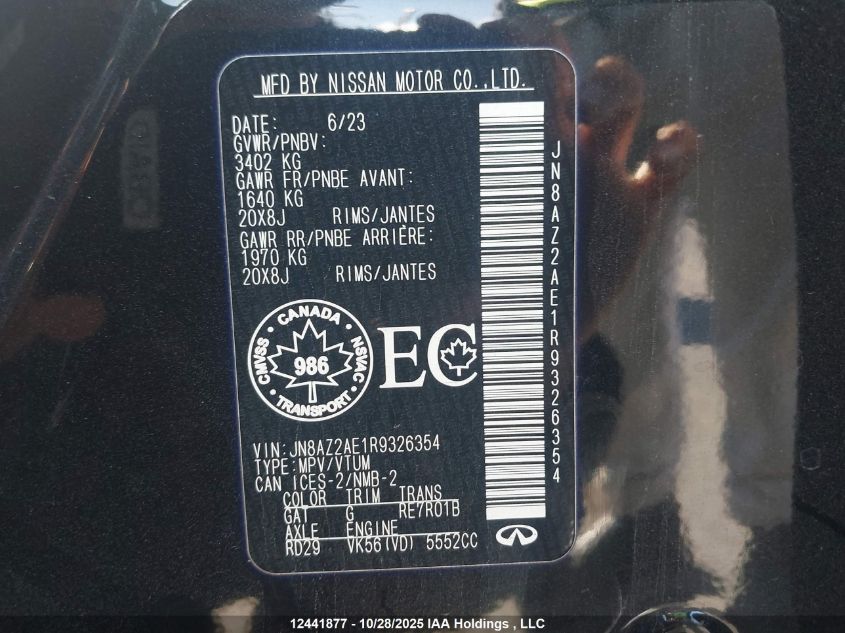 MFD BY NISSAN MOTOR CO.,LTD.
DATE: 6/23
GVWR/PNBV:
3402 KG
GAWR FR/PNBE AVANT:
1640 KG
20X8J RIMS/JANTES
GAWR RR/PNBE ARRIÈRE:
1970 KG
20X8J RIMS/JANTES
JN8AZ2AE1R9326354
CANADA
CMVSS 986 NSVAC
TRANSPORT
EC
VIN:JN8AZ2AE1R9326354
TYPE:MPV/VTUM
CAN ICES-2/NMB-2
COLOR TRIM TRANS
GAT G RE7R01B
AXLE ENGINE
RD29 VK56(VD) 5552CC
12441877 - 10/28/2025 IAA Holdings , LLC